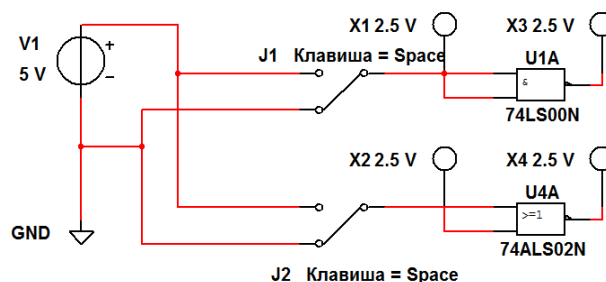 X1 2.5 V
X3 2.5 V
V1
5 V
J1 Клавиша = Space
U1A
&
74LS00N
X2 2.5 V
X4 2.5 V
U4A
>=1
74ALS02N
GND
J2 Клавиша = Space